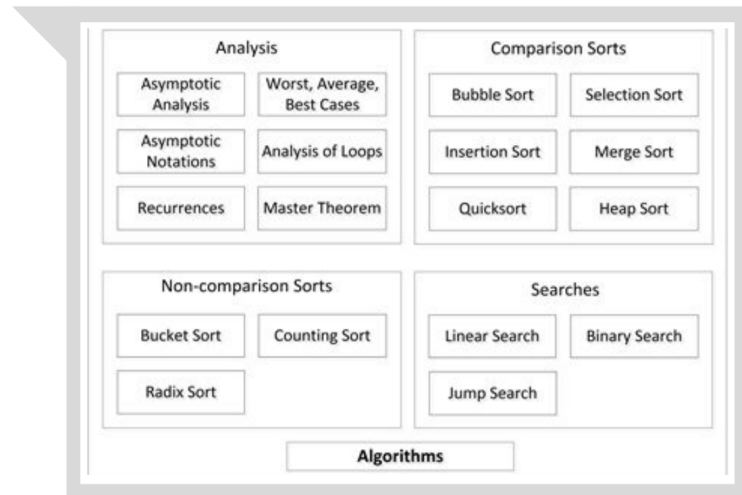 Analysis
Asymptotic
Analysis
Worst, Average,
Best Cases
Asymptotic
Notations
Analysis of Loops
Recurrences
Master Theorem
Comparison Sorts
Bubble Sort
Selection Sort
Insertion Sort
Merge Sort
Quicksort
Heap Sort
Non-comparison Sorts
Bucket Sort
Counting Sort
Radix Sort
Searches
Linear Search
Binary Search
Jump Search
Algorithms